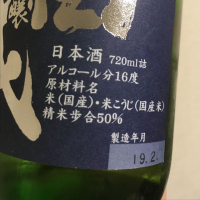 醸
日本酒 720ml詰
アルコール分16度
原材料名
米(国産)・米こうじ(国産米)
精米歩合50%
製造年月
19.2.